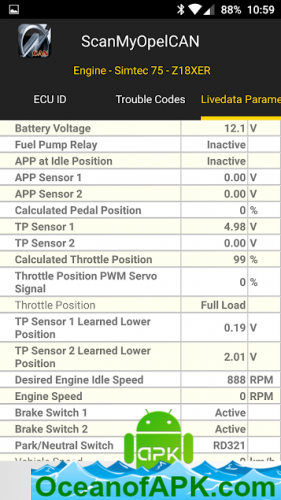 88% 10:59
CAN
ScanMyOpelCAN
Engine - Simtec 75 - Z18XER
ECU ID Trouble Codes Livedata Parame
Battery Voltage 12.1 V
Fuel Pump Relay Inactive
APP at Idle Position Inactive
APP Sensor 1 0.00 V
APP Sensor 2 0.00 V
Calculated Pedal Position 0 %
TP Sensor 1 4.98 V
TP Sensor 2 0.00 V
Calculated Throttle Position 99 %
Throttle Position PWM Servo
Signal 0 %
Throttle Position Full Load
TP Sensor 1 Learned Lower
Position 0.19 V
TP Sensor 2 Learned Lower
Position 2.01 V
Desired Engine Idle Speed 888 RPM
Engine Speed 0 RPM
Brake Switch 1 Active
Brake Switch 2 Active
Park/Neutral Switch RD321
Vehicle Speed 0 km/h
APK
OceanofAPK.com